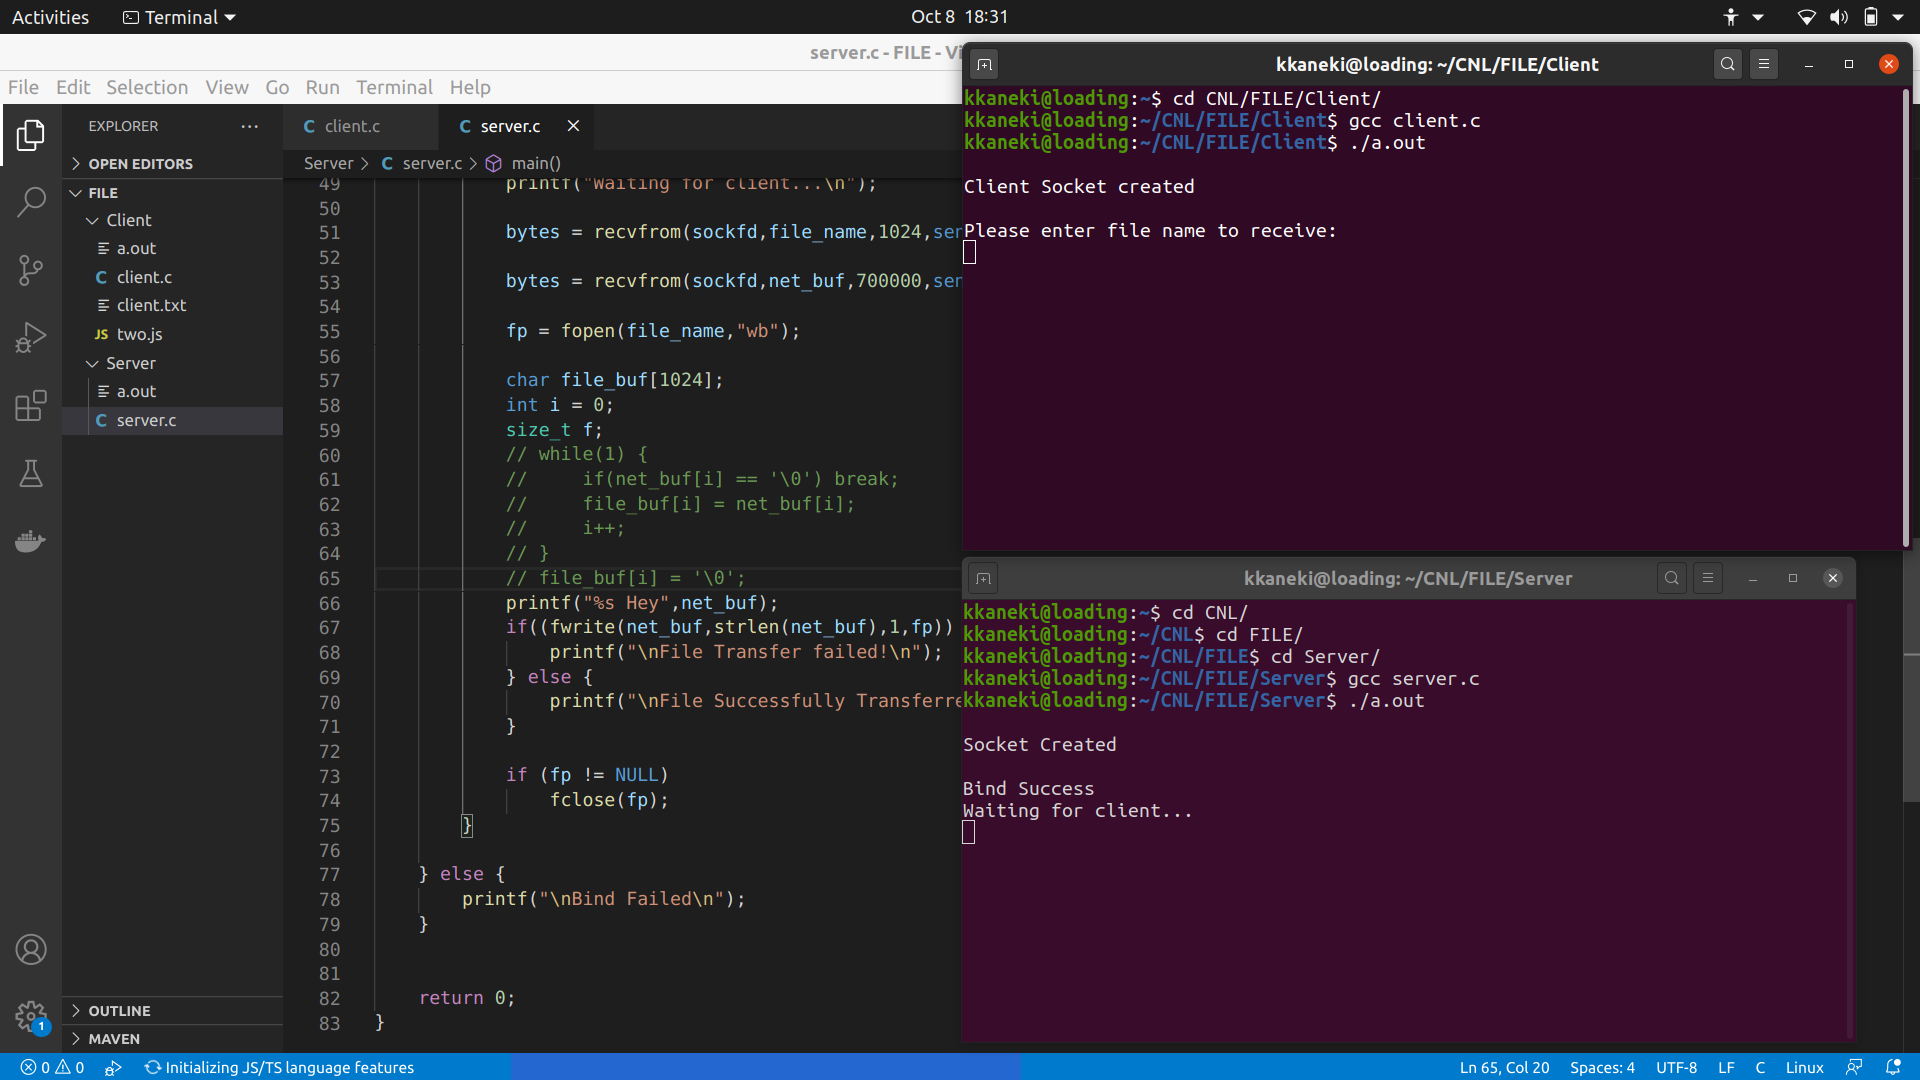 Activities
Terminal
Oct 8 18:31
server.c - FILE - Vi
File Edit Selection View Go Run Terminal Help
EXPLORER
OPEN EDITORS
FILE
Client
a.out
C client.c
client.txt
JS two.js
Server
a.out
C server.c
OUTLINE
MAVEN
1
C client.c
C server.c
Server > C server.c > main()
49 printf("Waiting for client...\n");
50
51 bytes = recvfrom(sockfd,file_name,1024,ser
52
53 bytes = recvfrom(sockfd,net_buf,700000,ser
54
55 fp = fopen(file_name,"wb");
56
57 char file_buf[1024];
58 int i = 0;
59 size_t f;
60 // while(1) {
61 //     if(net_buf[i] == '\0') break;
62 //     file_buf[i] = net_buf[i];
63 //     i++;
64 // }
65 // file_buf[i] = '\0';
66 printf("%s Hey",net_buf);
67 if((fwrite(net_buf,strlen(net_buf),1,fp))
68 printf("\nFile Transfer failed!\n");
69 } else {
70 printf("\nFile Successfully Transferre
71 }
72
73 if (fp != NULL)
74 fclose(fp);
75 }
76
77 } else {
78 printf("\nBind Failed\n");
79 }
80
81
82 return 0;
83 }
kkaneki@loading: ~/CNL/FILE/Client
kkaneki@loading:~$ cd CNL/FILE/Client/
kkaneki@loading:~/CNL/FILE/Client$ gcc client.c
kkaneki@loading:~/CNL/FILE/Client$ ./a.out
Client Socket created
Please enter file name to receive:
kkaneki@loading: ~/CNL/FILE/Server
kkaneki@loading:~$ cd CNL/
kkaneki@loading:~/CNL$ cd FILE/
kkaneki@loading:~/CNL/FILE$ cd Server/
kkaneki@loading:~/CNL/FILE/Server$ gcc server.c
kkaneki@loading:~/CNL/FILE/Server$ ./a.out
Socket Created
Bind Success
Waiting for client...
0 0 Initializing JS/TS language features
Ln 65, Col 20 Spaces: 4 UTF-8 LF C Linux